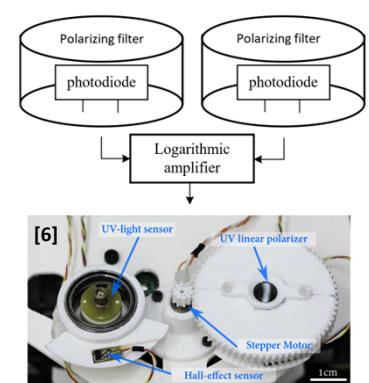 Polarizing filter
Polarizing filter
photodiode
photodiode
Logarithmic
amplifier
[6]
UV-light sensor
UV linear polarizer
Stepper Motor
Hall-effect sensor
1cm